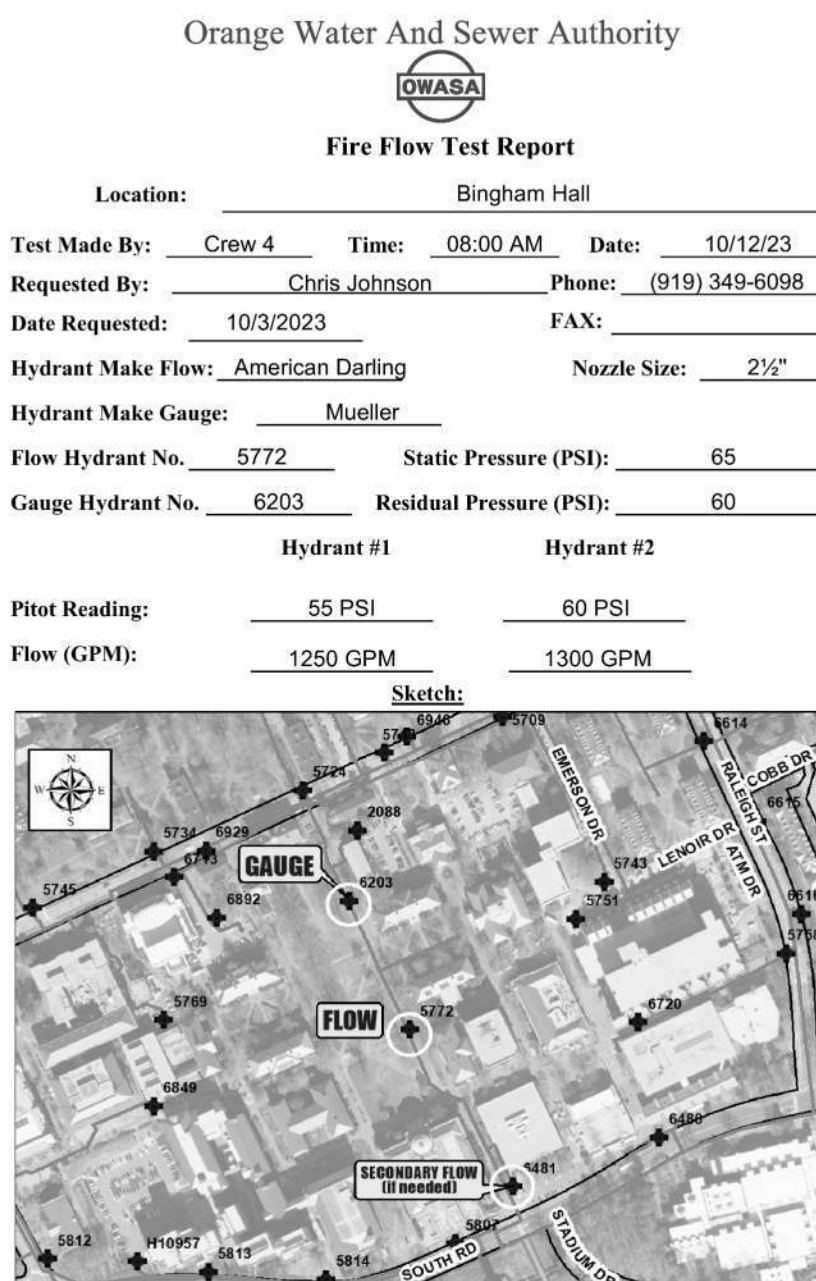 Orange Water And Sewer Authority
OWASA
Fire Flow Test Report
Location: Bingham Hall
Test Made By: Crew 4 Time: 08:00 AM Date: 10/12/23
Requested By: Chris Johnson Phone: (919) 349-6098
Date Requested: 10/3/2023 FAX:
Hydrant Make Flow: American Darling Nozzle Size: 2½"
Hydrant Make Gauge: Mueller
Flow Hydrant No. 5772 Static Pressure (PSI): 65
Gauge Hydrant No. 6203 Residual Pressure (PSI): 60
Hydrant #1 Hydrant #2
Pitot Reading: 55 PSI 60 PSI
Flow (GPM): 1250 GPM 1300 GPM
Sketch:
6946
5709
6614
N
W E
S
5724
EMERSON DR
RALEIGH ST
COBB DR
6615
2088
5734
6929
6713
LENOIR DR
ATM DR
GAUGE
6203
5743
5745
6892
5751
6616
5758
5769
FLOW
5772
6720
6849
6480
SECONDARY FLOW
(if needed)
6481
5807
5812
H10957
5813
5814
SOUTH RD
STADIUM DR